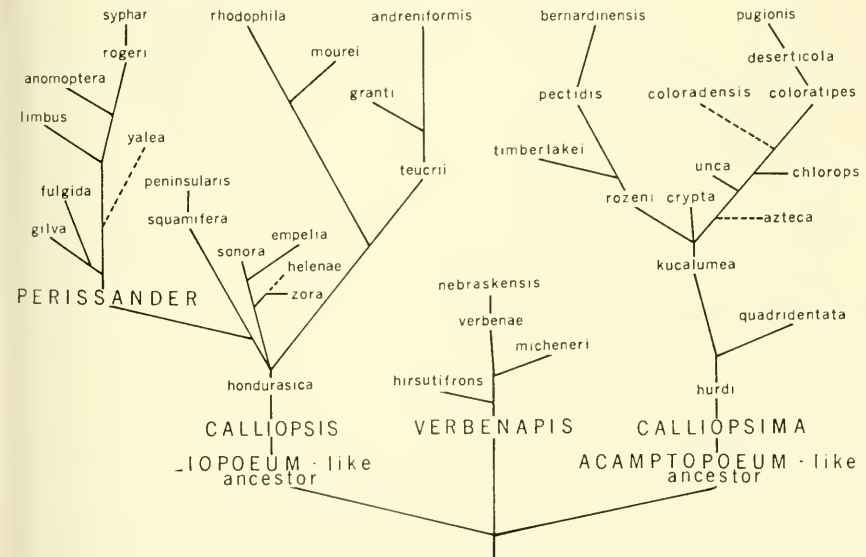 syphar
rhodophila
andreniformis
bernardinensis
pugionis
rogeri
mourei
deserticola
anomoptera
granti
pectidis
coloradensis
coloratipes
limbus
yalea
timberlakei
teucrii
unca
chlorops
fulgida
peninsularis
rozeni
crypta
gilva
squamifera
azteca
empelia
sonora
helenae
kucalumea
zora
nebraskensis
PERISSANDER
verbenae
quadridentata
micheneri
hondurasica
hirsutifrons
hurdi
CALLIOPSIS
VERBENAPIS
CALLIOPSIMA
IOPOEUM - like
ancestor
ACAMPTOPOEUM - like
ancestor